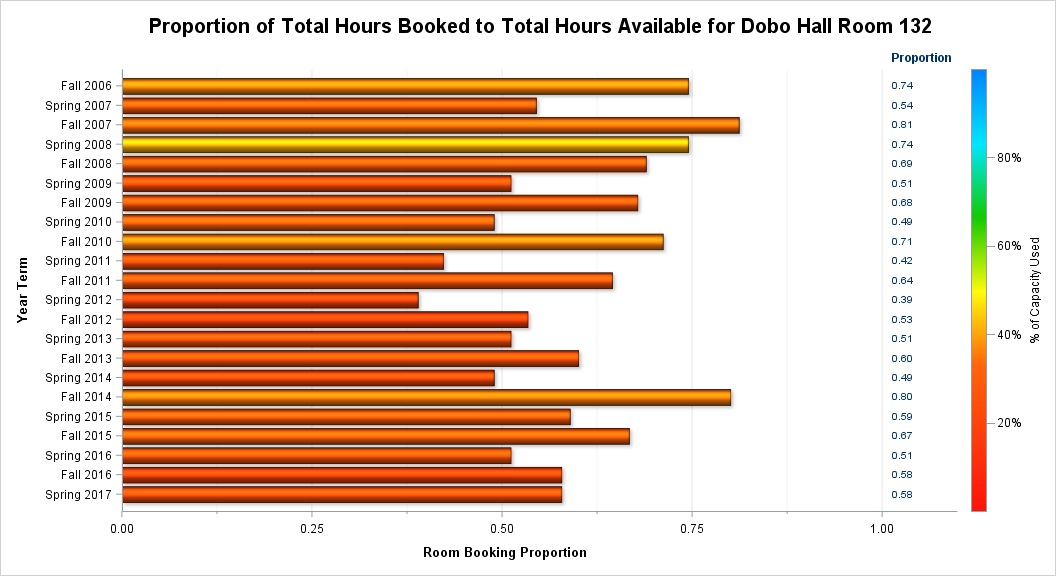 Proportion of Total Hours Booked to Total Hours Available for Dobo Hall Room 132
Proportion
Fall 2006 0.74
Spring 2007 0.54
Fall 2007 0.81
Spring 2008 0.74
Fall 2008 0.69
Spring 2009 0.51
Fall 2009 0.68
Spring 2010 0.49
Fall 2010 0.71
Spring 2011 0.42
Fall 2011 0.64
Spring 2012 0.39
Fall 2012 0.53
Spring 2013 0.51
Fall 2013 0.60
Spring 2014 0.49
Fall 2014 0.80
Spring 2015 0.59
Fall 2015 0.67
Spring 2016 0.51
Fall 2016 0.58
Spring 2017 0.58
Year Term
0.00 0.25 0.50 0.75 1.00
Room Booking Proportion
80%
60%
40%
20%
% of Capacity Used